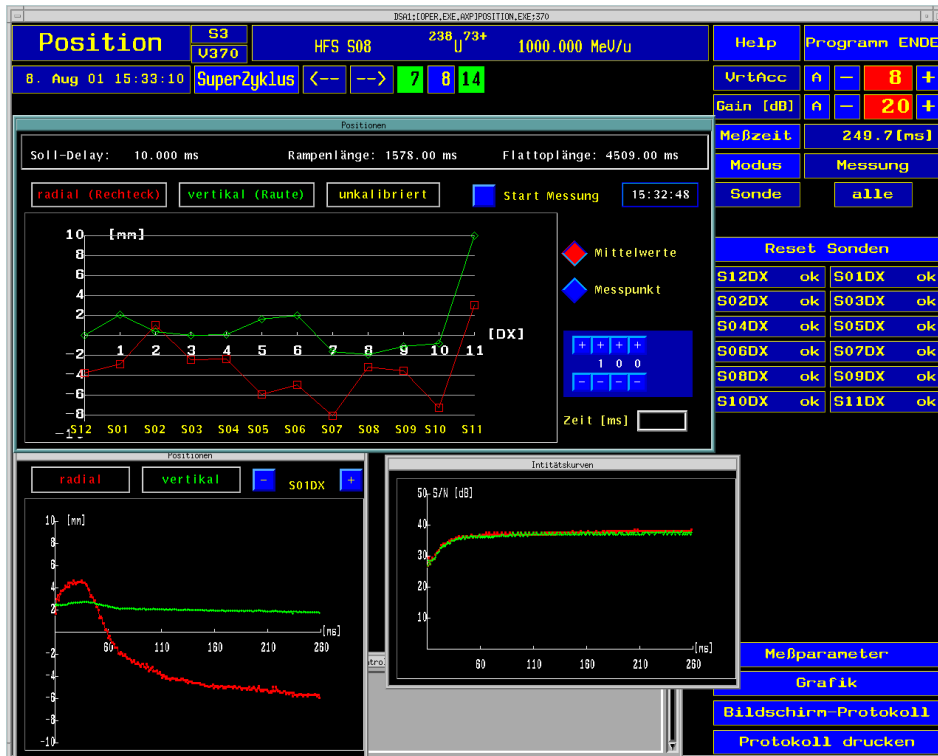 DSA1:[OPER.EXE.AXP]POSITION.EXE;370
Position S3 V370 HFS S08 238 U 73+ 1000.000 MeV/u Help Programm ENDE
8. Aug 01 15:33:10 SuperZyklus <-- --> 7 8 14 VrtAcc A - 8 +
Gain [dB] A - 20 +
Positionen
Soll-Delay: 10.000 ms Rampenlänge: 1578.00 ms Flattoplänge: 4509.00 ms
Meßzeit 249.7[ms]
Modus Messung
radial (Rechteck) vertikal (Raute) unkalibriert Start Messung 15:32:48
Sonde alle
10 [mm]
8
6
4
2
-2
-4
-6
-8
1 2 3 4 5 6 7 8 9 10 11 [DX]
S12 S01 S02 S03 S04 S05 S06 S07 S08 S09 S10 S11
Mittelwerte
Messpunkt
+ + + +
1 0 0
- - - -
Zeit [ms]
Reset Sonden
S12DX ok S01DX ok
S02DX ok S03DX ok
S04DX ok S05DX ok
S06DX ok S07DX ok
S08DX ok S09DX ok
S10DX ok S11DX ok
Positionen
radial vertikal - S01DX +
10 [mm]
8
6
4
2
-2
-4
-6
-8
-10
60 110 160 210 260 [ms]
Intitätskurven
50 S/N [dB]
40
30
20
10
60 110 160 210 260 [ms]
Meßparameter
Grafik
Bildschirm-Protokoll
Protokoll drucken